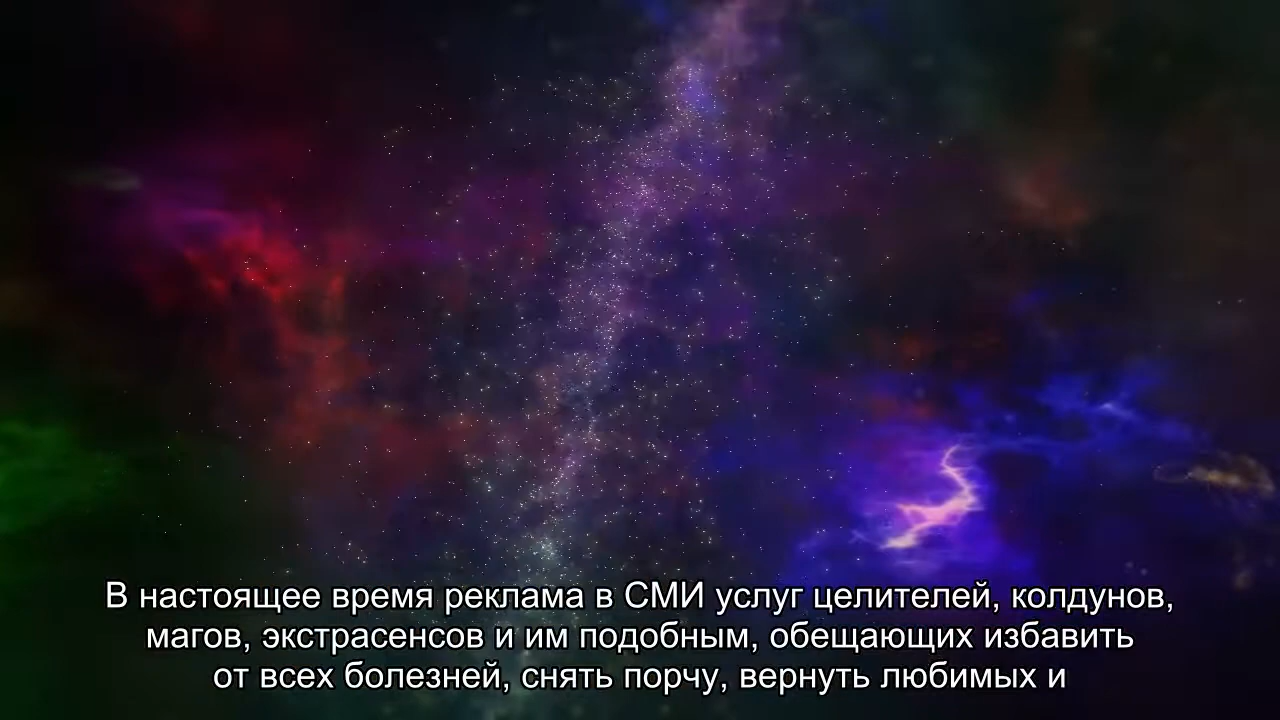 В настоящее время реклама в СМИ услуг целителей, колдунов,
магов, экстрасенсов и им подобным, обещающих избавить
от всех болезней, снять порчу, вернуть любимых и